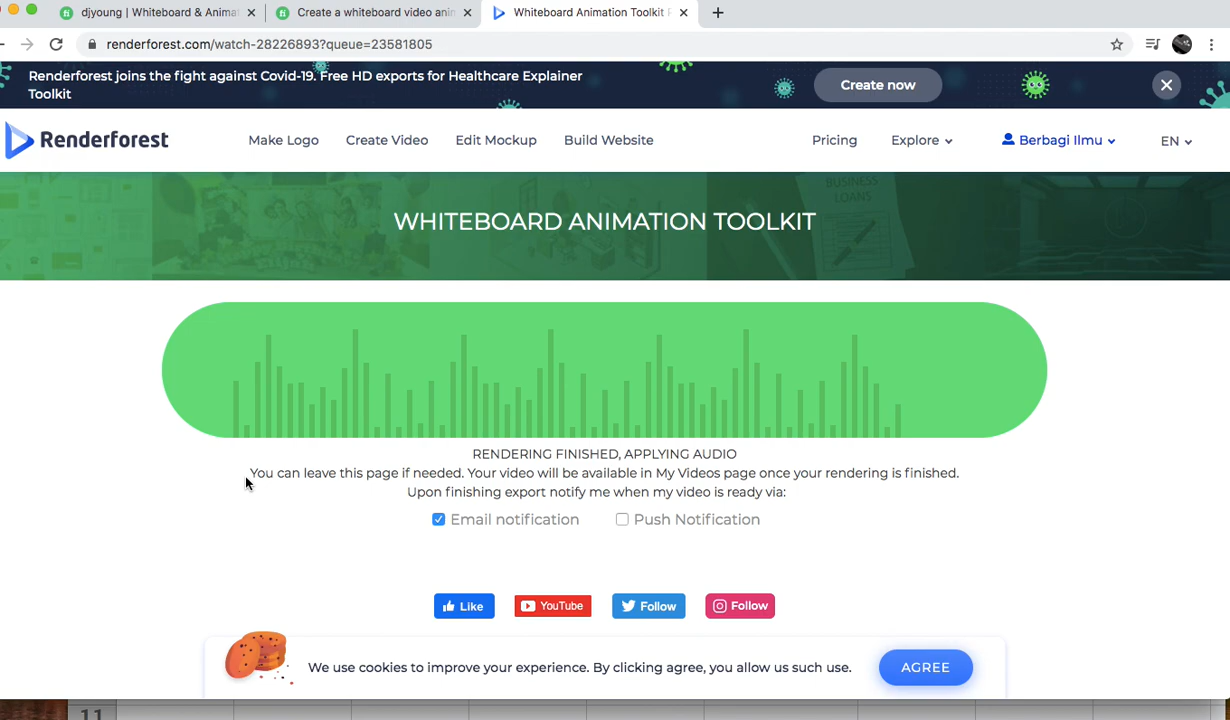 djyoung | Whiteboard & Anima
Create a whiteboard video anin
Whiteboard Animation Toolkit
renderforest.com/watch-28226893?queue=23581805
Renderforest joins the fight against Covid-19. Free HD exports for Healthcare Explainer
Toolkit
Create now
Renderforest
Make Logo
Create Video
Edit Mockup
Build Website
Pricing
Explore
Berbagi Ilmu
EN
BUSINESS
LOANS
WHITEBOARD ANIMATION TOOLKIT
RENDERING FINISHED, APPLYING AUDIO
You can leave this page if needed. Your video will be available in My Videos page once your rendering is finished.
Upon finishing export notify me when my video is ready via:
Email notification
Push Notification
Like
YouTube
Follow
Follow
We use cookies to improve your experience. By clicking agree, you allow us such use.
AGREE
11